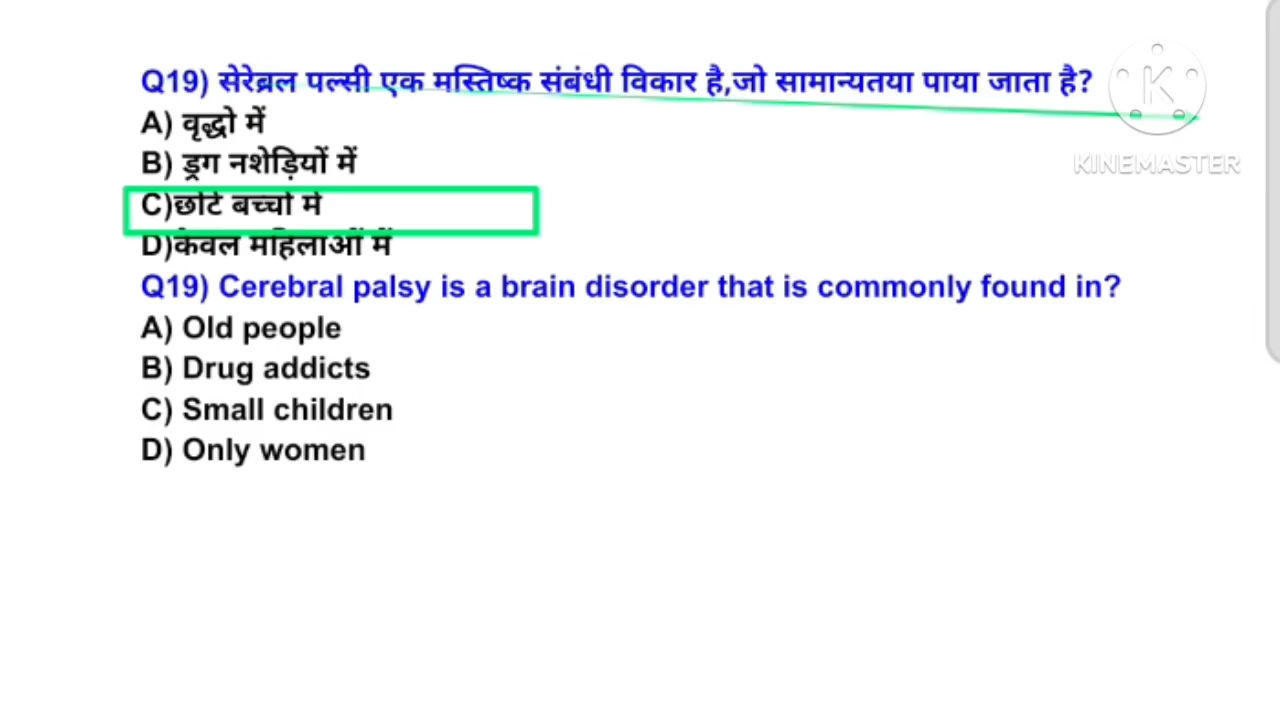 Q19) सेरेब्रल पल्सी एक मस्तिष्क संबंधी विकार है,जो सामान्यतया पाया जाता है?
A) वृद्धो में
B) ड्रग नशेड़ियों में
C)छोटे बच्चो में
D)केवल महिलाओं में
Q19) Cerebral palsy is a brain disorder that is commonly found in?
A) Old people
B) Drug addicts
C) Small children
D) Only women
K
KINEMASTER